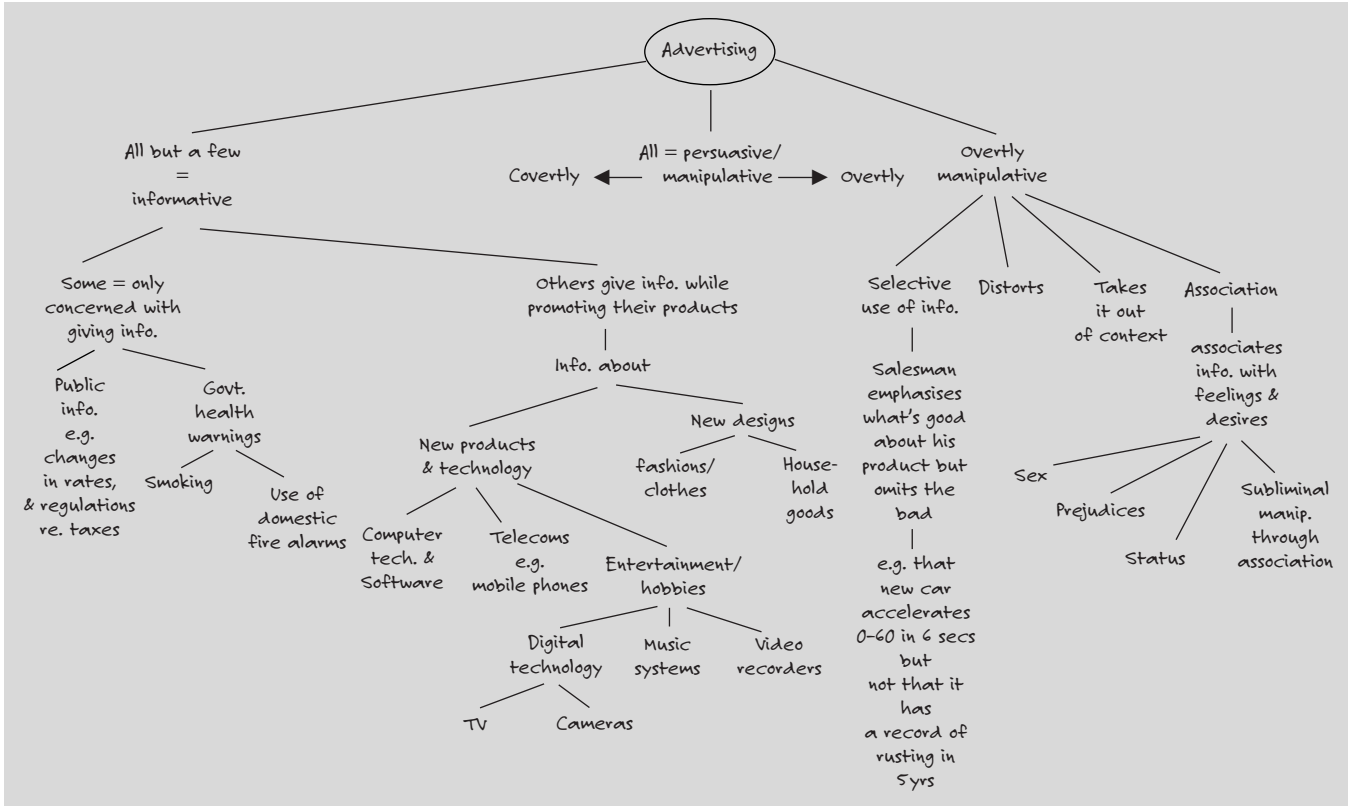 Advertising
All but a few
=
informative
All = persuasive/
manipulative
Covertly
Overtly
Overtly
manipulative
Some = only
concerned with
giving info.
Public
info.
e.g.
changes
in rates,
& regulations
re. taxes
Govt.
health
warnings
Smoking
Use of
domestic
fire alarms
Others give info. while
promoting their products
Info. about
New products
& technology
Computer
tech. &
Software
Telecoms
e.g.
mobile phones
Entertainment/
hobbies
Digital
technology
TV
Cameras
Music
systems
Video
recorders
New designs
fashions/
clothes
House-
hold
goods
Selective
use of info.
Salesman
emphasises
what's good
about his
product but
omits the
bad
e.g. that
new car
accelerates
0-60 in 6 secs
but
not that it
has
a record of
rusting in
5yrs
Distorts
Takes
it out
of context
Association
associates
info. with
feelings &
desires
Sex
Prejudices
Status
Subliminal
manip.
through
association